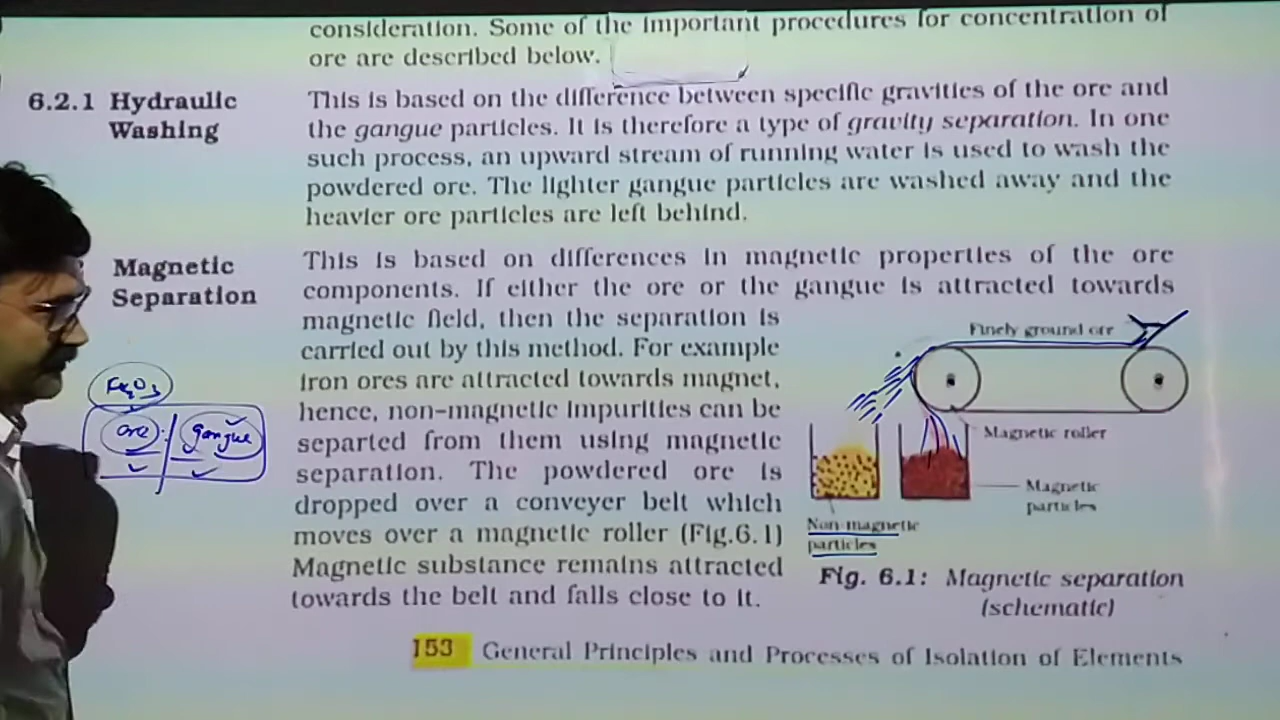 consideration. Some of the important procedures for concentration of
ore are described below.
6.2.1 Hydraulic
Washing
This is based on the difference between specific gravities of the ore and
the gangue particles. It is therefore a type of gravity separation. In one
such process, an upward stream of running water is used to wash the
powdered ore. The lighter gangue particles are washed away and the
heavier ore particles are left behind.
Magnetic
Separation
This is based on differences in magnetic properties of the ore
components. If either the ore or the gangue is attracted towards
magnetic field, then the separation is
carried out by this method. For example
iron ores are attracted towards magnet,
hence, non-magnetic impurities can be
separted from them using magnetic
separation. The powdered ore is
dropped over a conveyer belt which
moves over a magnetic roller (Fig.6.1)
Magnetic substance remains attracted
towards the belt and falls close to it.
ore
gangue
Finely ground ore
Magnetic roller
Magnetic
particles
Non-magnetic
particles
Fig. 6.1: Magnetic separation
(schematic)
153 General Principles and Processes of Isolation of Elements